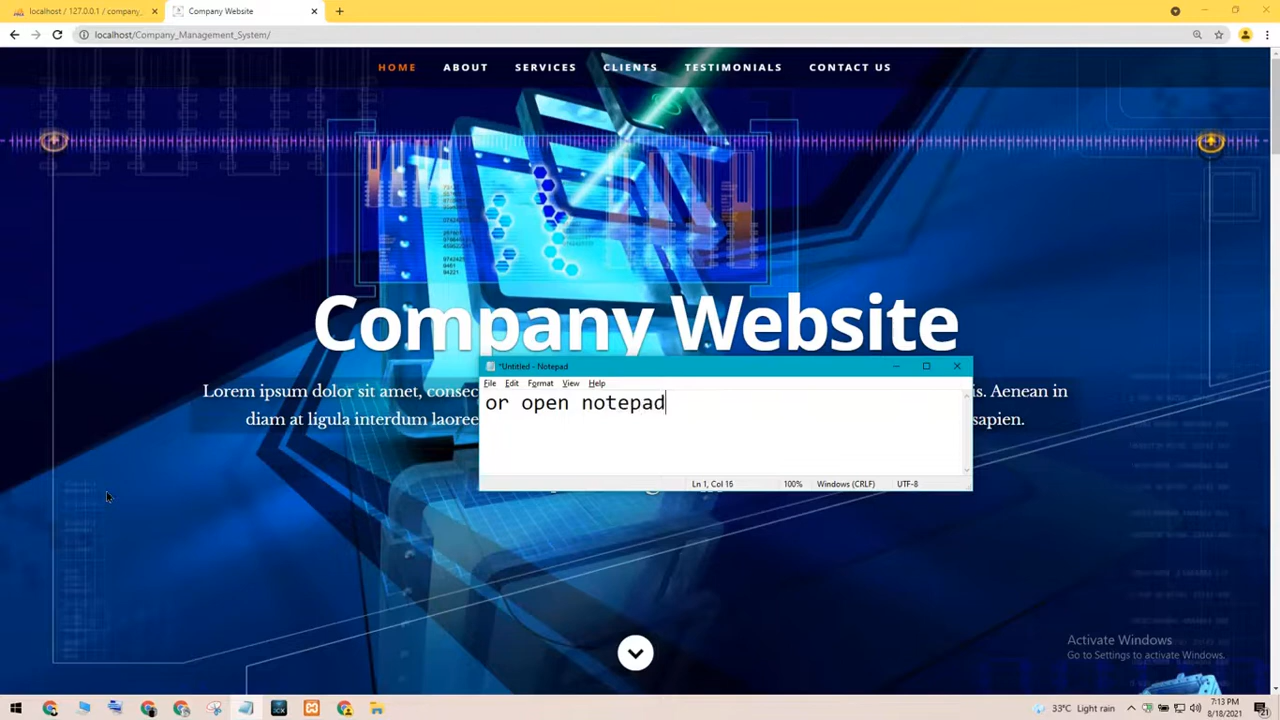 localhost / 127.0.0.1 / company_
Company Website
localhost/Company_Management_System/
HOME ABOUT SERVICES CLIENTS TESTIMONIALS CONTACT US
Company Website
*Untitled - Notepad
File Edit Format View Help
or open notepad
Ln 1, Col 16 100% Windows (CRLF) UTF-8
Lorem ipsum dolor sit amet, consec
is. Aenean in
diam at ligula interdum laoree
sapien.
Activate Windows
Go to Settings to activate Windows.
33°C Light rain
7:13 PM
8/18/2021